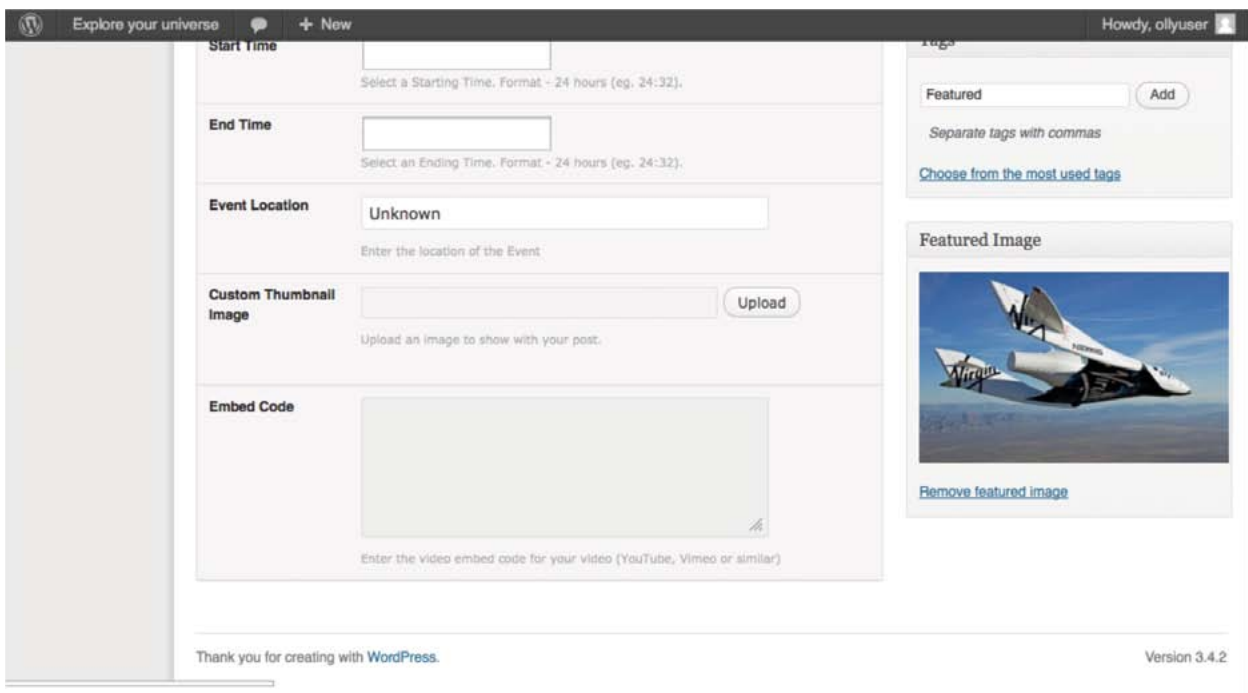 Explore your universe
+ New
Howdy, ollyuser
Start Time
Select a Starting Time. Format - 24 hours (eg. 24:32).
End Time
Select an Ending Time. Format - 24 hours (eg. 24:32).
Event Location
Unknown
Enter the location of the Event
Custom Thumbnail
Image
Upload
Upload an image to show with your post.
Embed Code
Enter the video embed code for your video (YouTube, Vimeo or similar)
Tags
Featured
Add
Separate tags with commas
Choose from the most used tags
Featured Image
Virgin
Virgin
Remove featured image
Thank you for creating with WordPress.
Version 3.4.2